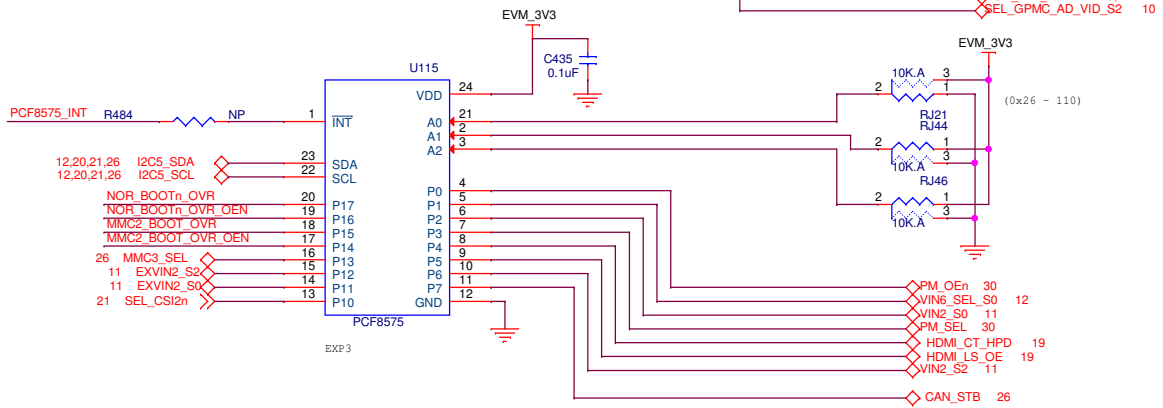 SEL_GPMC_AD_VID_S2 10
EVM_3V3
C435
0.1uF
U115
VDD 24
PCF8575_INT R484 NP 1 INT
A0 21
A1 2
A2 3
12,20,21,26 I2C5_SDA 23 SDA
12,20,21,26 I2C5_SCL 22 SCL
NOR_BOOTn_OVR 20 P17
NOR_BOOTn_OVR_OEN 19 P16
MMC2_BOOT_OVR 18 P15
MMC2_BOOT_OVR_OEN 17 P14
26 MMC3_SEL 16 P13
11 EXVIN2_S2 15 P12
11 EXVIN2_S0 14 P11
21 SEL_CSI2n 13 P10
P0 4
P1 5
P2 6
P3 7
P4 8
P5 9
P6 10
P7 11
GND 12
PCF8575
EXP3
EVM_3V3
10K.A 3
2 1
RJ21
(0x26 - 110)
RJ44
2 1
10K.A 3
RJ46
2 1
10K.A 3
PM_OEn 30
VIN6_SEL_S0 12
VIN2_S0 11
PM_SEL 30
HDMI_CT_HPD 19
HDMI_LS_OE 19
VIN2_S2 11
CAN_STB 26